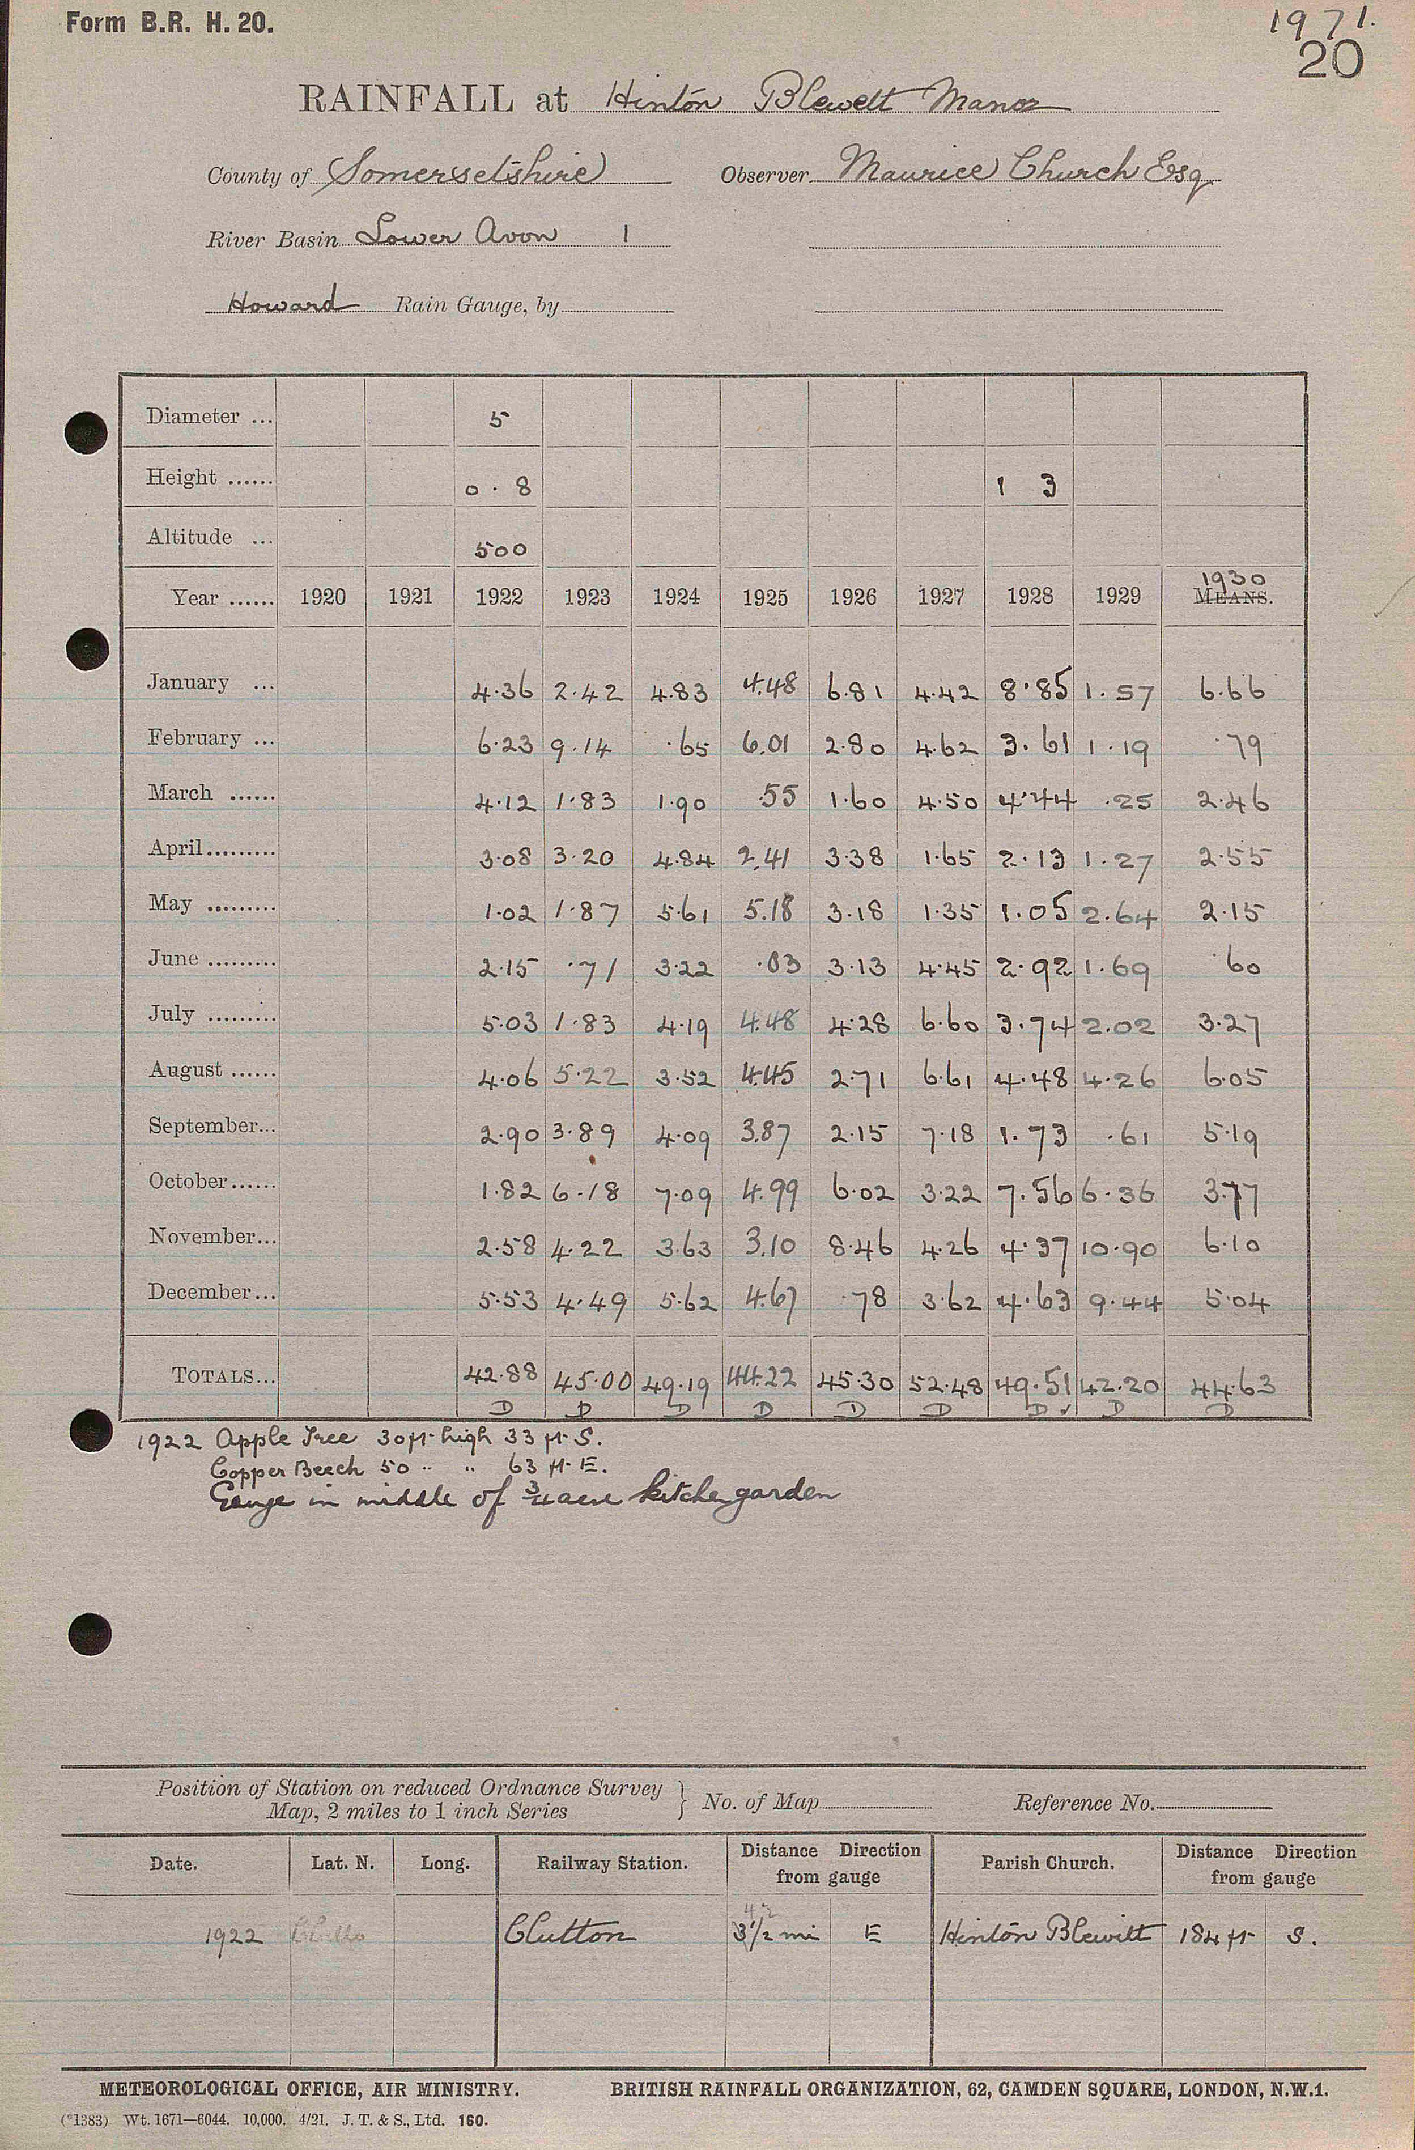 Form B.R. H. 20.
1971.
20
RAINFALL at Hinton Blewett Manor
County of Somersetshire Observer Maurice Church Esq
River Basin Lower Avon 1
Howard Rain Gauge, by
Diameter ... 5
Height ...... 0 . 8 1 3
Altitude ... 500
1930
Year ...... 1920 1921 1922 1923 1924 1925 1926 1927 1928 1929 MEANS.
January ... 4.36 2.42 4.83 4.48 6.81 4.42 8.85 1.57 6.66
February ... 6.23 9.14 .65 6.01 2.80 4.62 3.61 1.19 .79
March ...... 4.12 1.83 1.90 .55 1.60 4.50 4.44 .25 2.46
April......... 3.08 3.20 4.84 2.41 3.38 1.65 2.13 1.27 2.55
May ......... 1.02 1.87 5.61 5.18 3.18 1.35 1.05 2.64 2.15
June ......... 2.15 .71 3.22 .03 3.13 4.45 2.92 1.69 .60
July ......... 5.03 1.83 4.19 4.48 4.28 6.60 3.74 2.02 3.27
August ...... 4.06 5.22 3.52 4.45 2.71 6.61 4.48 4.26 6.05
September... 2.90 3.89 4.09 3.87 2.15 7.18 1.73 .61 5.19
October...... 1.82 6.18 7.09 4.99 6.02 3.22 7.56 6.36 3.77
November... 2.58 4.22 3.63 3.10 8.46 4.26 4.37 10.90 6.10
December... 5.53 4.49 5.62 4.67 .78 3.62 4.63 9.44 5.04
TOTALS... 42.88 45.00 49.19 44.22 45.30 52.48 49.51 42.20 44.63
D D D D D D D ✓ D D
1922 Apple Tree 30 ft high 33 ft S.
Copper Beech 50 " " 63 ft E.
Gauge in middle of 3/4 acre kitchengarden
Position of Station on reduced Ordnance Survey
Map, 2 miles to 1 inch Series } No. of Map Reference No.
Date. Lat. N. Long. Railway Station. Distance Direction from gauge Parish Church. Distance Direction from gauge
1922 Clutton 3 1/2 mi E Hinton Blewitt 184 ft S.
METEOROLOGICAL OFFICE, AIR MINISTRY. BRITISH RAINFALL ORGANIZATION, 62, CAMDEN SQUARE, LONDON, N.W.1.
(*1383) Wt. 1671—6044. 10,000. 4/21. J. T. & S., Ltd. 160.